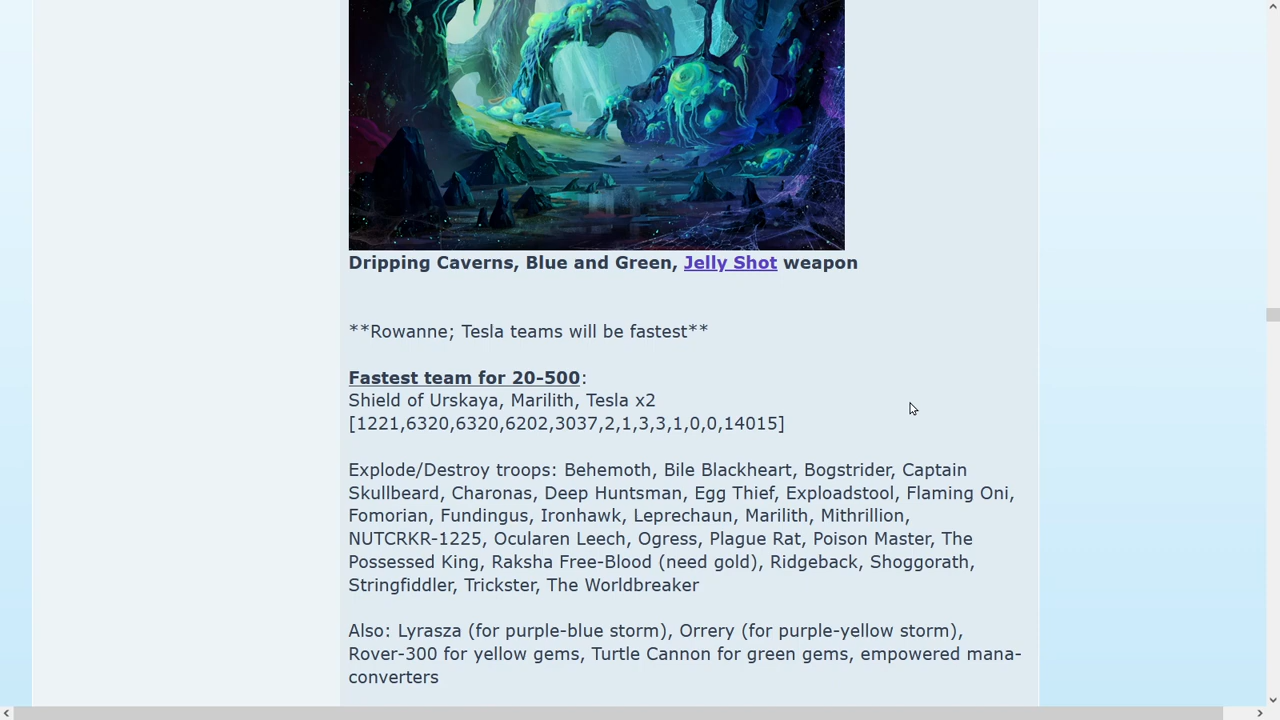 Dripping Caverns, Blue and Green, Jelly Shot weapon
**Rowanne; Tesla teams will be fastest**
Fastest team for 20-500:
Shield of Urskaya, Marilith, Tesla x2
[1221,6320,6320,6202,3037,2,1,3,3,1,0,0,14015]
Explode/Destroy troops: Behemoth, Bile Blackheart, Bogstrider, Captain
Skullbeard, Charonas, Deep Huntsman, Egg Thief, Exploadstool, Flaming Oni,
Fomorian, Fundingus, Ironhawk, Leprechaun, Marilith, Mithrillion,
NUTCRKR-1225, Ocularen Leech, Ogress, Plague Rat, Poison Master, The
Possessed King, Raksha Free-Blood (need gold), Ridgeback, Shoggorath,
Stringfiddler, Trickster, The Worldbreaker
Also: Lyrasza (for purple-blue storm), Orrery (for purple-yellow storm),
Rover-300 for yellow gems, Turtle Cannon for green gems, empowered mana-
converters